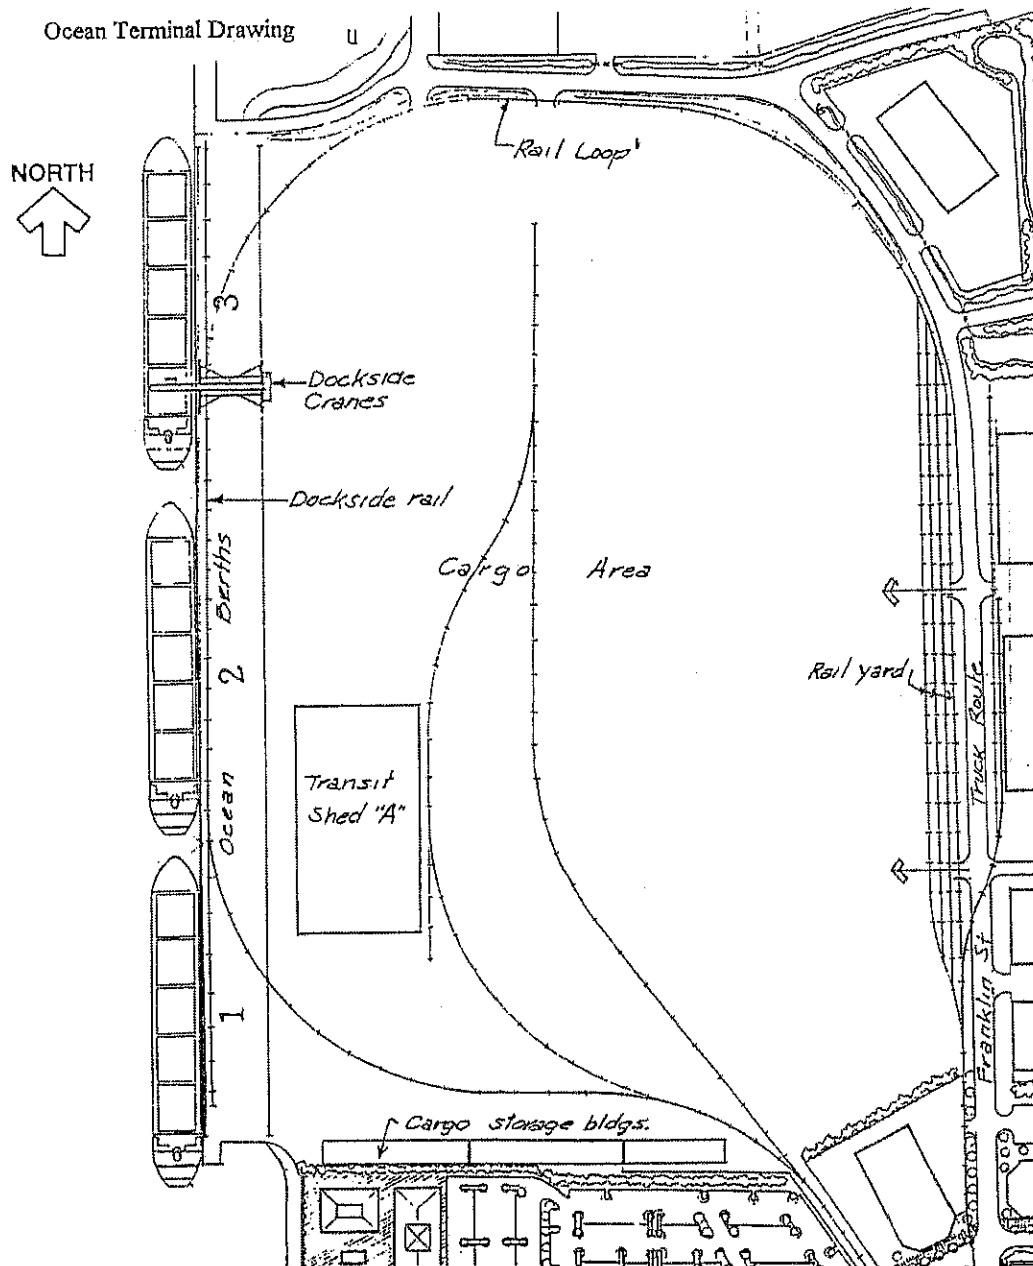 Ocean Terminal Drawing
u
NORTH
Rail Loop'
3
Dockside
Cranes
Dockside rail
Cargo Area
Ocean 2 Berths
Rail yard
Truck Route
Transit
Shed "A"
1
Franklin St
Cargo storage bldgs.